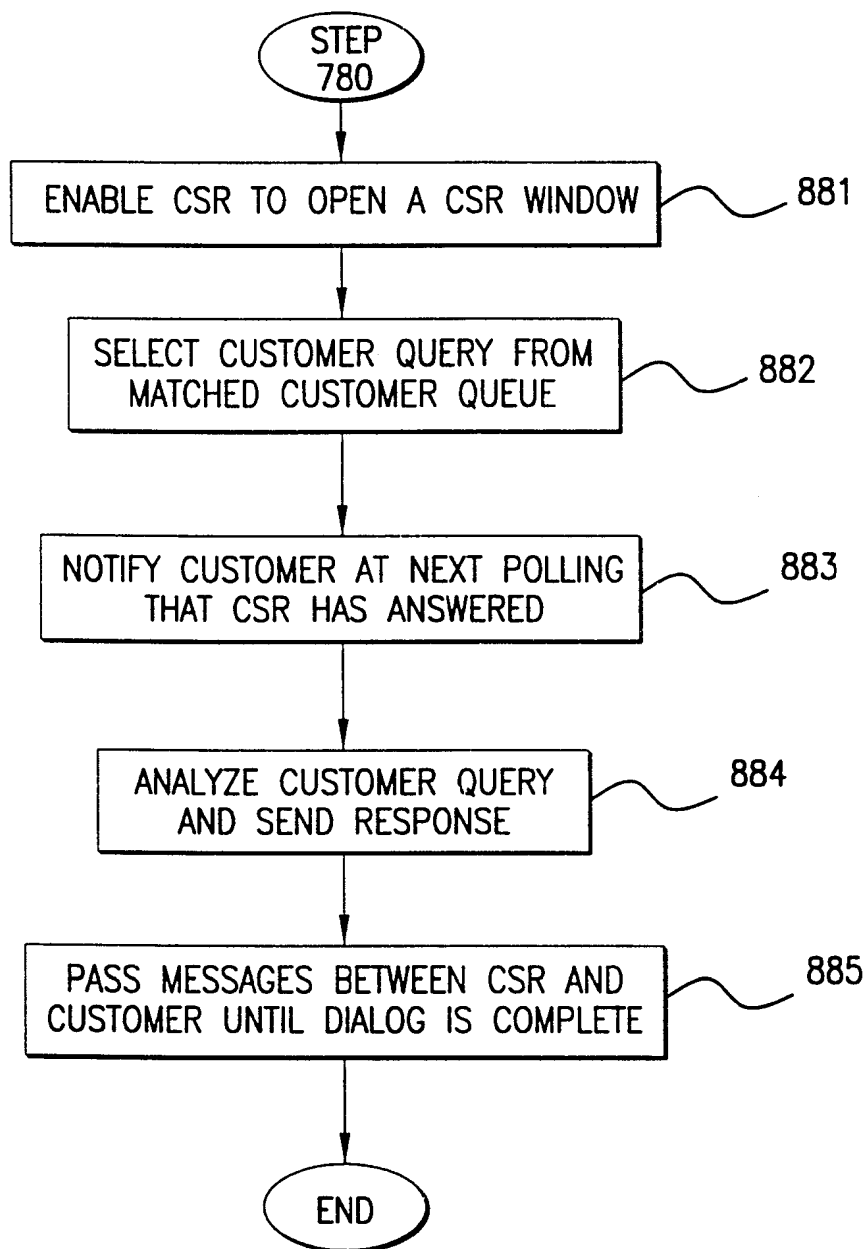 STEP
780
ENABLE CSR TO OPEN A CSR WINDOW
881
SELECT CUSTOMER QUERY FROM
MATCHED CUSTOMER QUEUE
882
NOTIFY CUSTOMER AT NEXT POLLING
THAT CSR HAS ANSWERED
883
ANALYZE CUSTOMER QUERY
AND SEND RESPONSE
884
PASS MESSAGES BETWEEN CSR AND
CUSTOMER UNTIL DIALOG IS COMPLETE
885
END